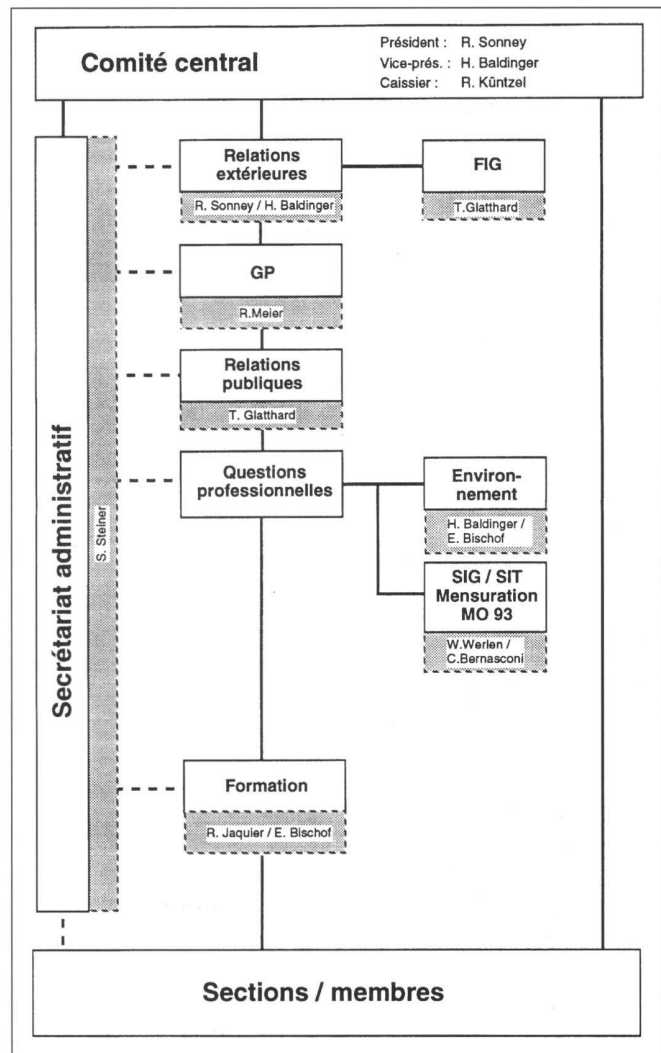 Comité central
Président : R. Sonney
Vice-prés. : H. Baldinger
Caissier : R. Küntzel
Secrétariat administratif
S. Steiner
Relations
extérieures
R. Sonney / H. Baldinger
FIG
T.Glatthard
GP
R.Meier
Relations
publiques
T. Glatthard
Questions
professionnelles
Environ-
nement
H. Baldinger /
E. Bischof
SIG / SIT
Mensuration
MO 93
W.Werlen /
C.Bernasconi
Formation
R. Jaquier / E. Bischof
Sections / membres